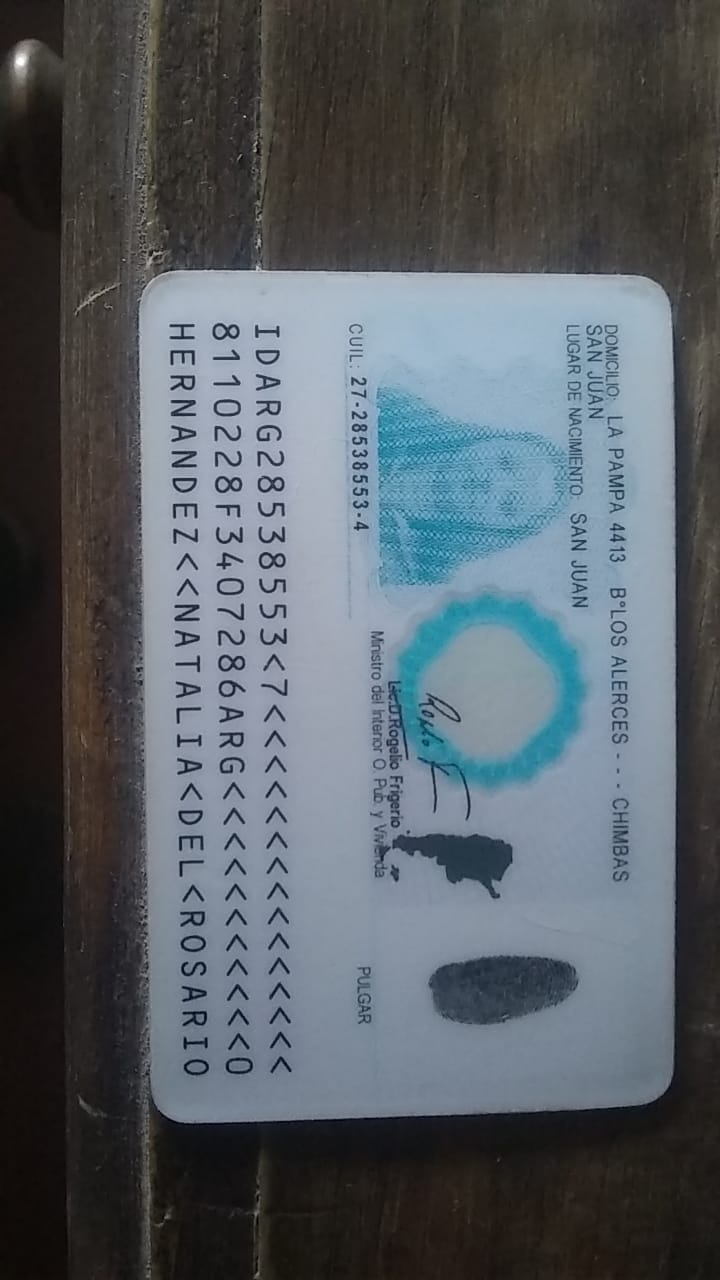 DOMICILIO: LA PAMPA 4413 B°LOS ALERCES - - - CHIMBAS
SAN JUAN
LUGAR DE NACIMIENTO: SAN JUAN
Lic.D.Rogelio Frigerio
Ministro del Interior O. Pub. y Vivienda
CUIL: 27-28538553-4
PULGAR
IDARG28538553<7<<<<<<<<<<<<<<<
8110228F3407286ARG<<<<<<<<<<<0
HERNANDEZ<<NATALIA<DEL<ROSARIO